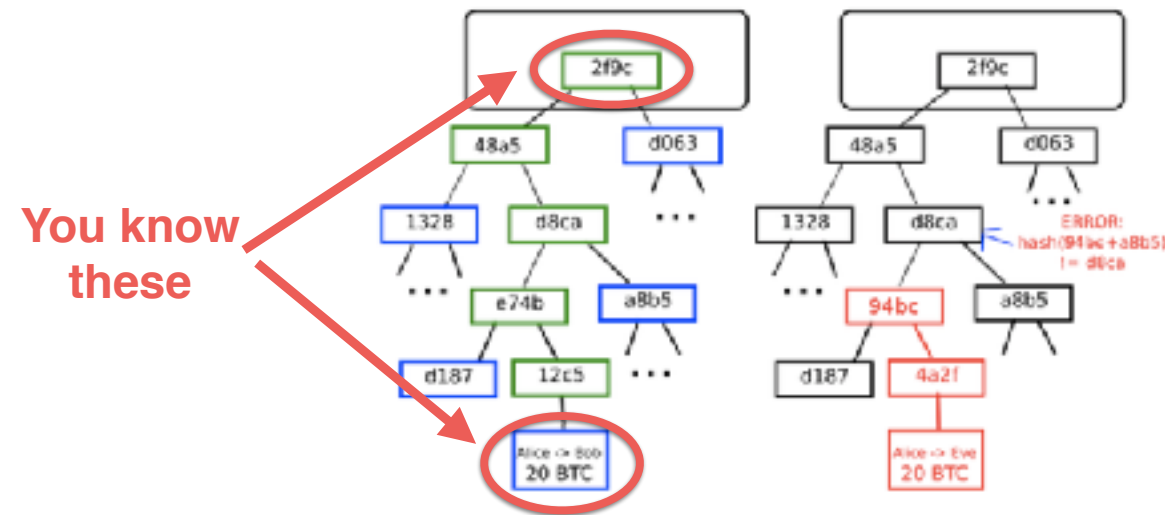 You know
these
2f9c
48a5
d063
1328
d8ca
...
...
e74b
a8b5
d187
12c5
...
Alice -> Bob
20 BTC
2f9c
48a5
d063
1328
d8ca
...
ERROR:
hash(94bc+a8b5)
!= d8ca
...
94bc
a8b5
d187
4a2f
...
Alice -> Eve
20 BTC